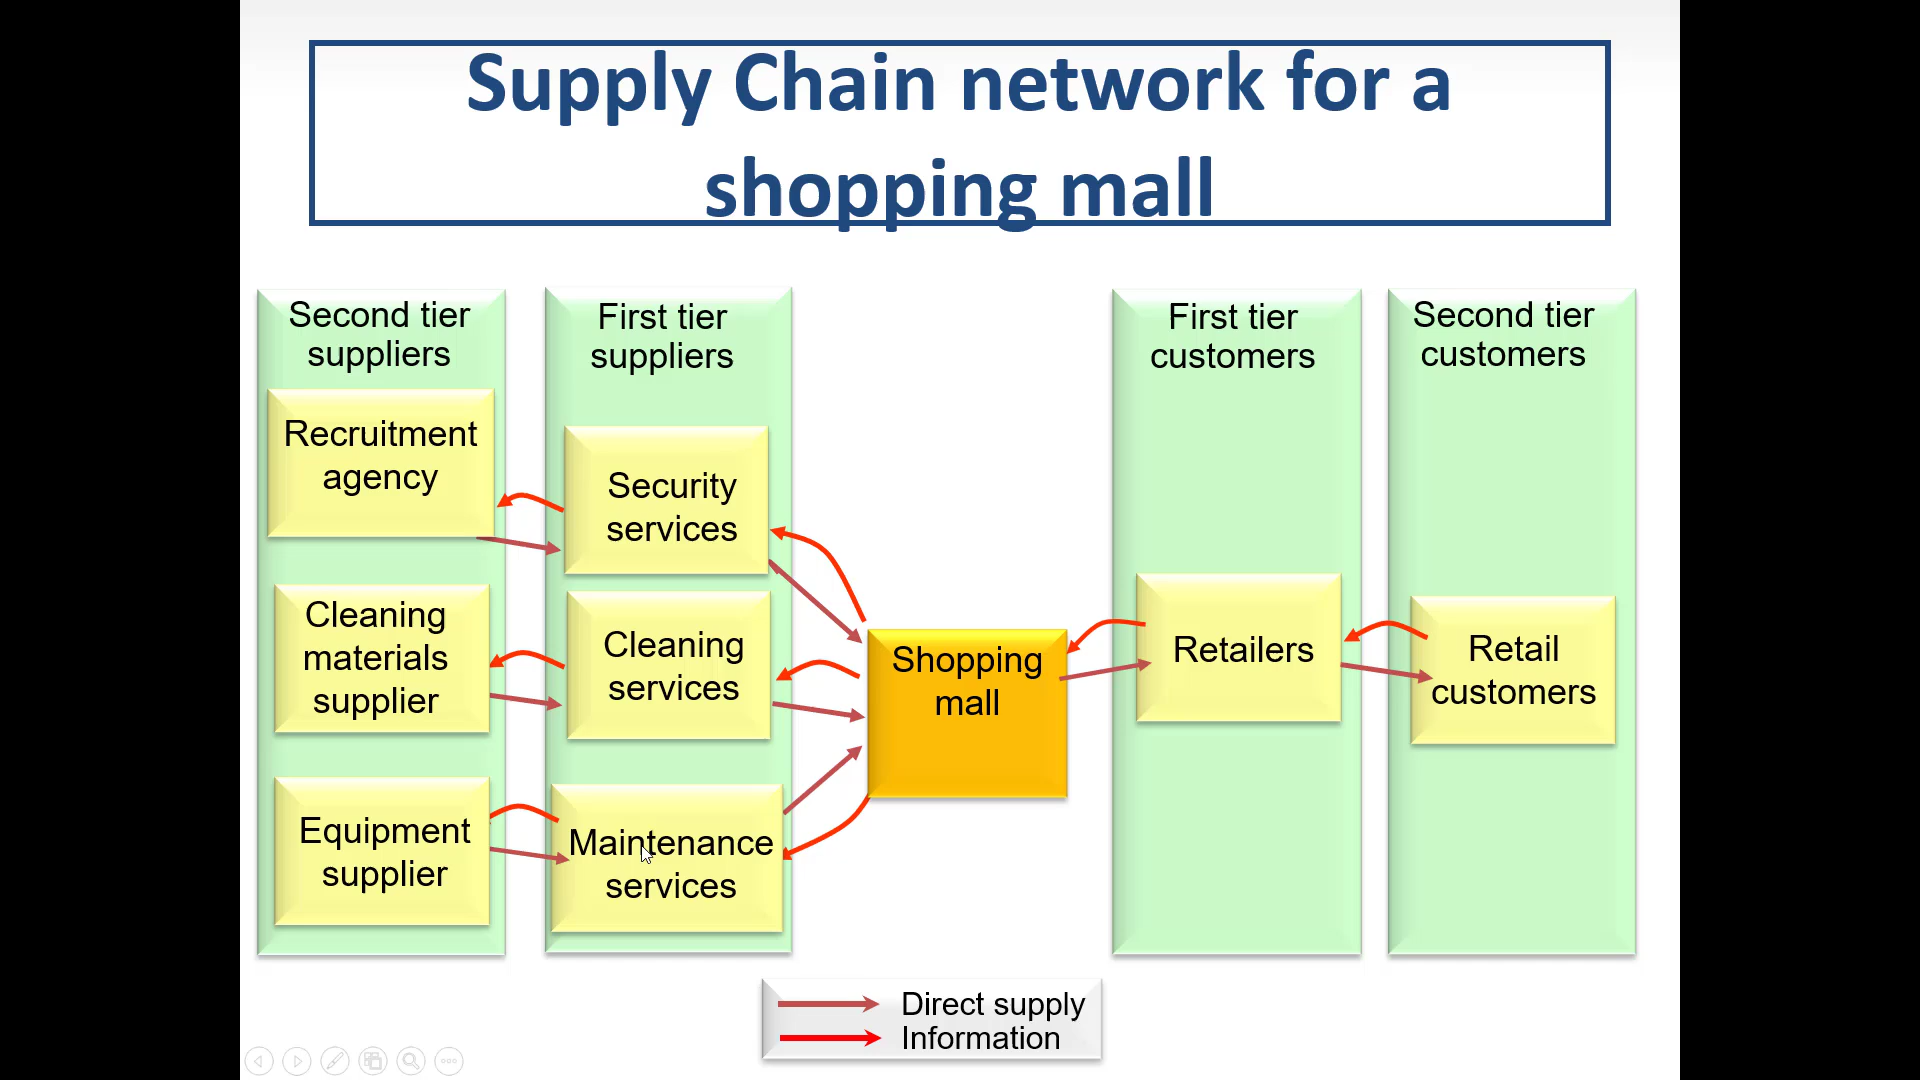 Supply Chain network for a
shopping mall
Second tier
suppliers
First tier
suppliers
First tier
customers
Second tier
customers
Recruitment
agency
Security
services
Cleaning
materials
supplier
Cleaning
services
Shopping
mall
Retailers
Retail
customers
Equipment
supplier
Maintenance
services
Direct supply
Information